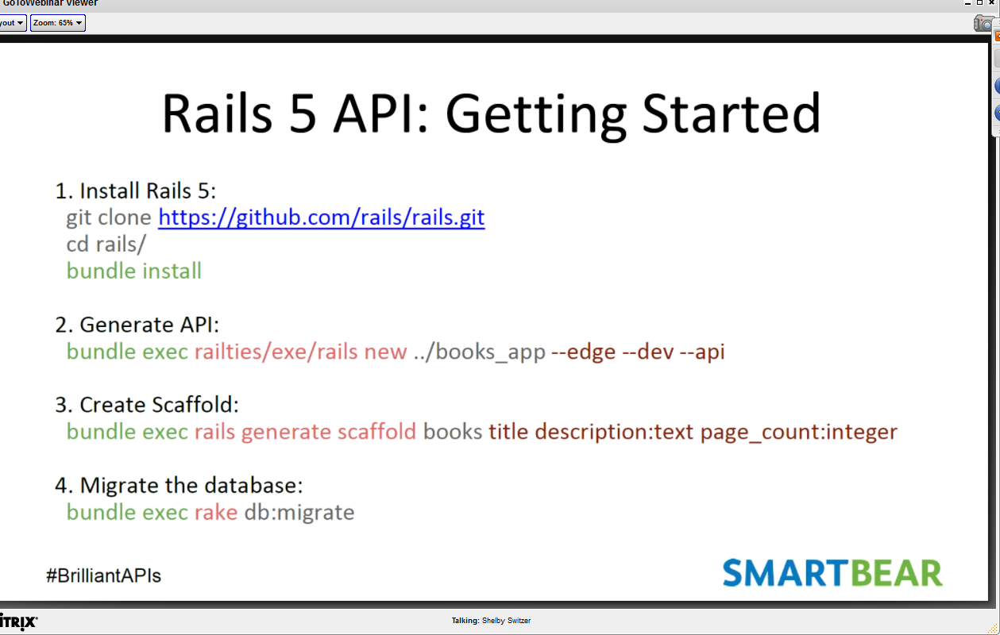 GoToWebinar Viewer
yout Zoom: 65%
Rails 5 API: Getting Started
1. Install Rails 5:
git clone https://github.com/rails/rails.git
cd rails/
bundle install
2. Generate API:
bundle exec railties/exe/rails new ../books_app --edge --dev --api
3. Create Scaffold:
bundle exec rails generate scaffold books title description:text page_count:integer
4. Migrate the database:
bundle exec rake db:migrate
#BrilliantAPIs
SMARTBEAR
iTRIX®
Talking: Shelby Switzer